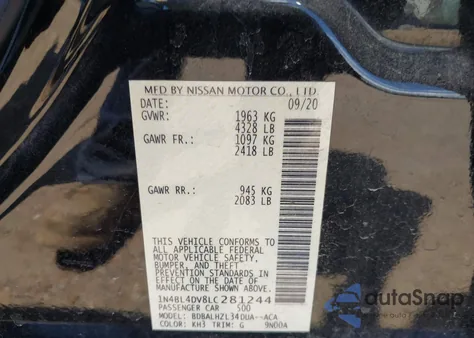 MFD BY NISSAN MOTOR CO., LTD
DATE: 09/20
GVWR: 1963 KG
4328 LB
GAWR FR.: 1097 KG
2418 LB
GAWR RR.: 945 KG
2083 LB
THIS VEHICLE CONFORMS TO
ALL APPLICABLE FEDERAL
MOTOR VEHICLE SAFETY,
BUMPER, AND THEFT
PREVENTION STANDARDS IN
EFFECT ON THE DATE OF
MANUFACTURE SHOWN ABOVE.
1N4BL4DV8LC281244
PASSENGER CAR 500
MODEL: BDBALHZL34DUA--ACA
COLOR: KH3 TRIM: G 9N00A
autoSnap